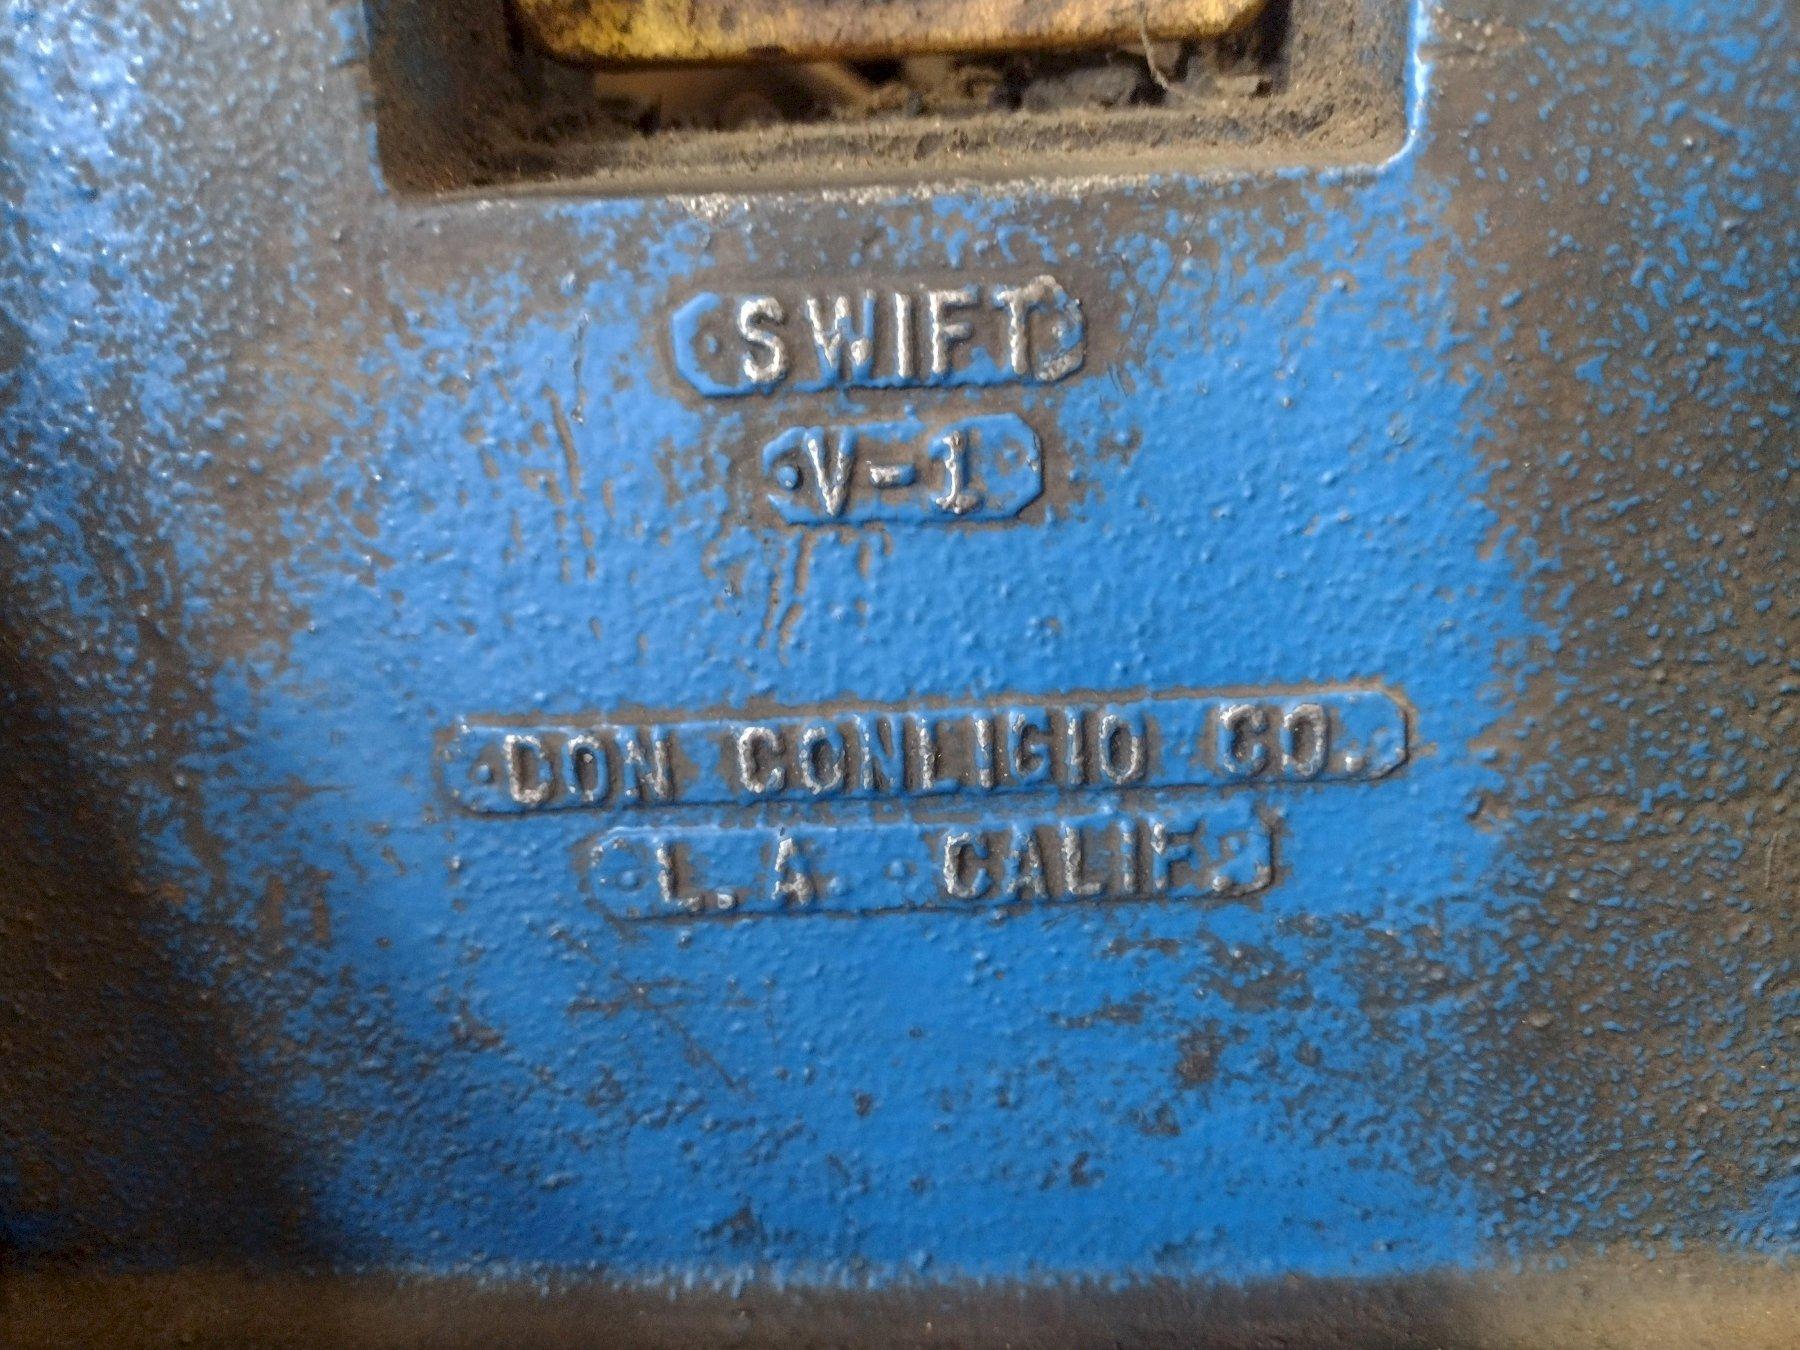 SWIFT
V-1
DON CONLIGIO CO.
L.A. CALIF.